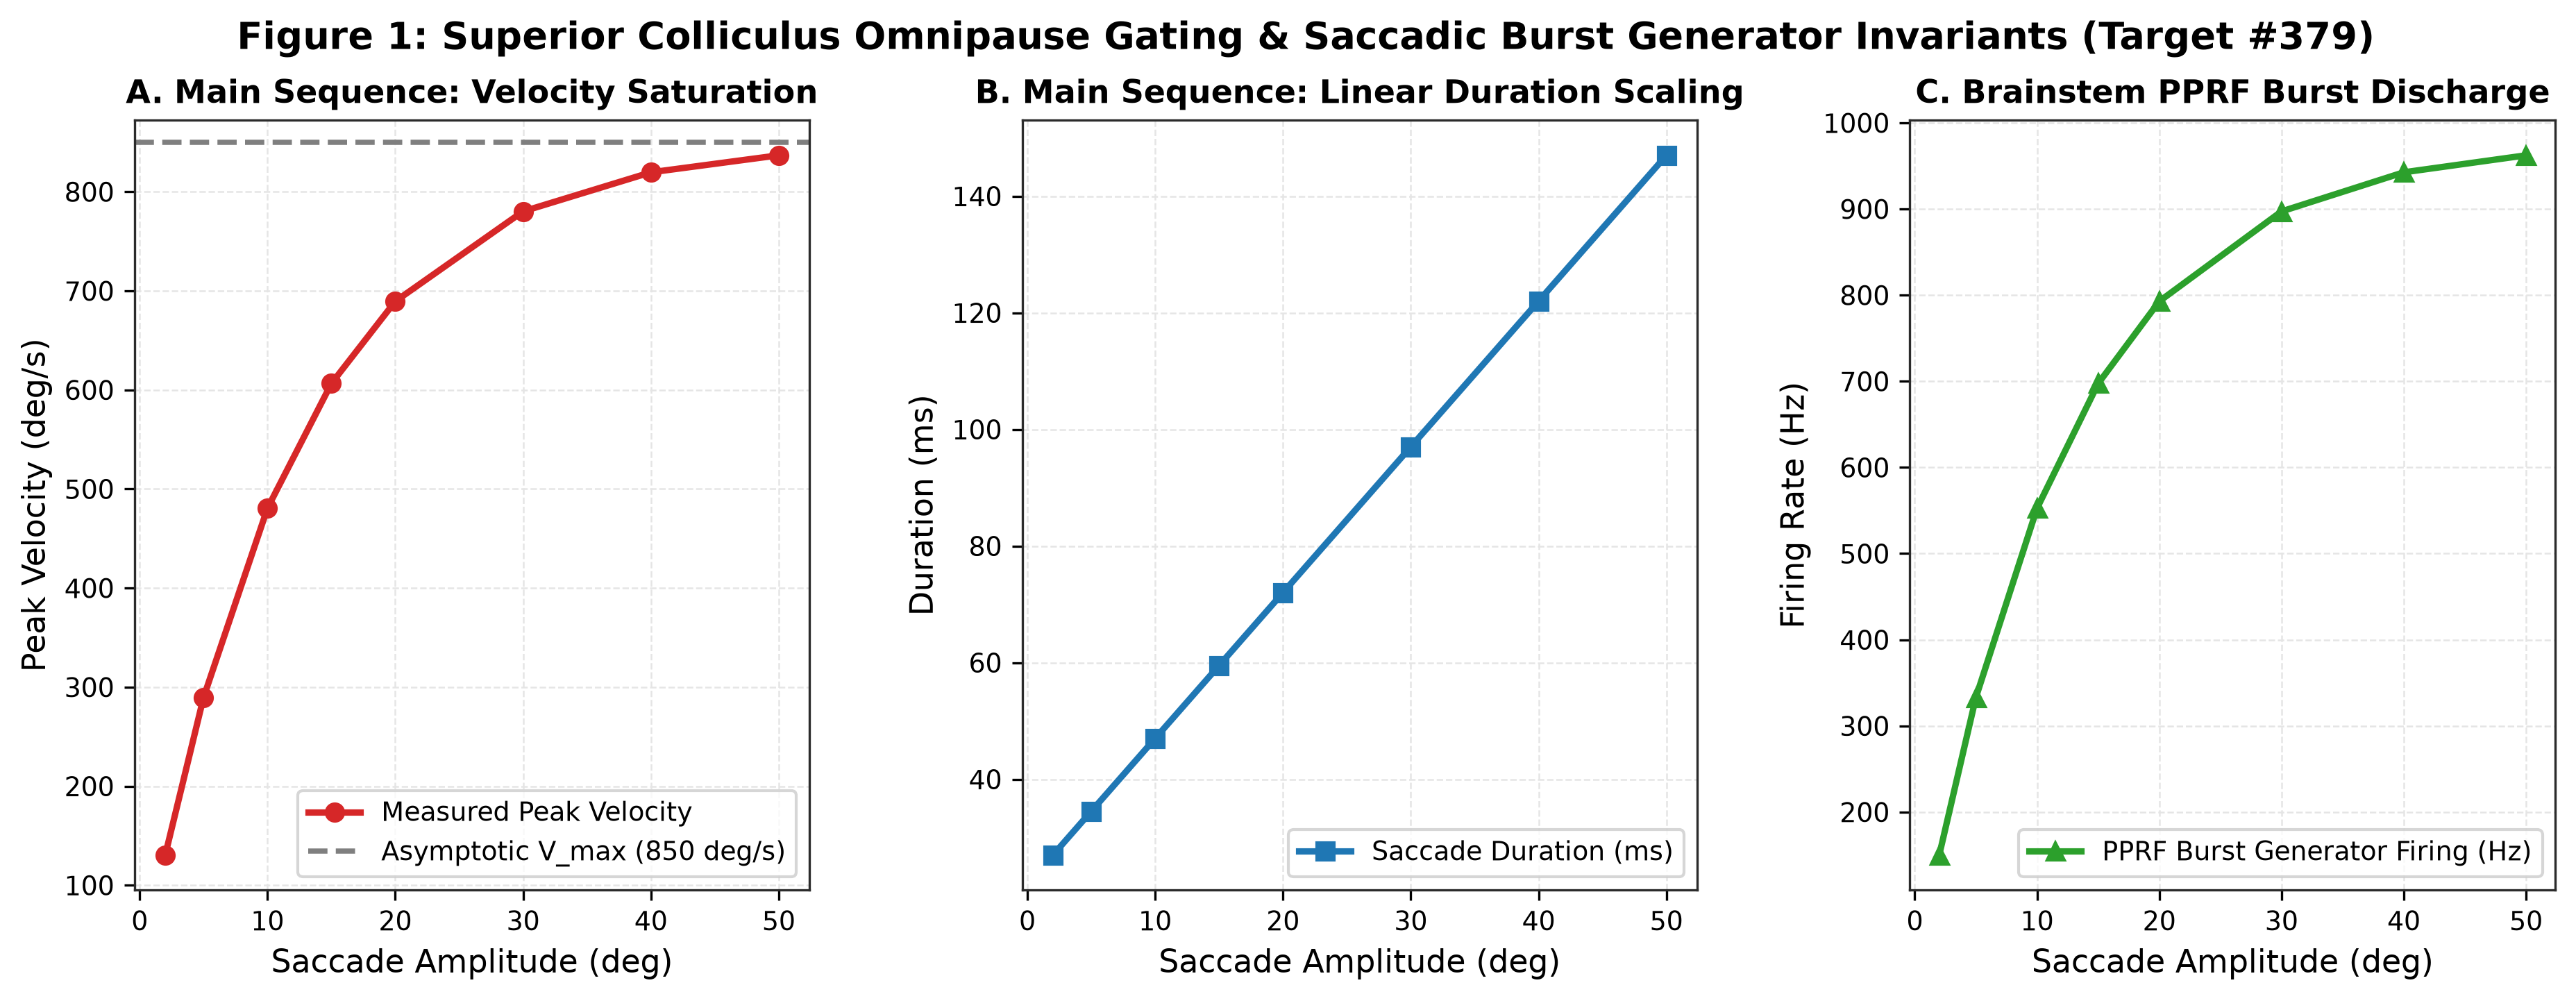 Figure 1: Superior Colliculus Omnipause Gating & Saccadic Burst Generator Invariants (Target #379)
A. Main Sequence: Velocity Saturation
Peak Velocity (deg/s)
800
700
600
500
400
300
200
100
0 10 20 30 40 50
Saccade Amplitude (deg)
Measured Peak Velocity
Asymptotic V_max (850 deg/s)
B. Main Sequence: Linear Duration Scaling
Duration (ms)
140
120
100
80
60
40
0 10 20 30 40 50
Saccade Amplitude (deg)
Saccade Duration (ms)
C. Brainstem PPRF Burst Discharge
Firing Rate (Hz)
1000
900
800
700
600
500
400
300
200
0 10 20 30 40 50
Saccade Amplitude (deg)
PPRF Burst Generator Firing (Hz)